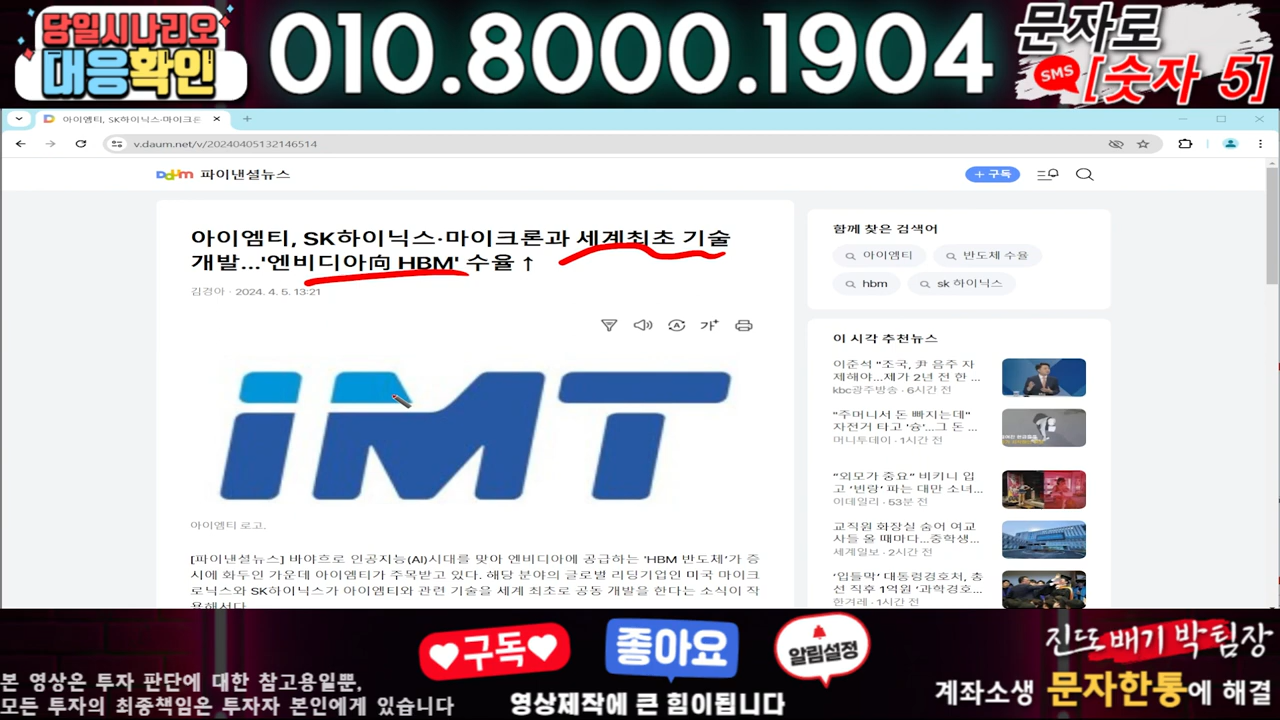 당일시나리오
대응확인
010.8000.1904
문자로
SMS [숫자 5]
아이엠티, SK하이닉스·마이크론
v.daum.net/v/20240405132146514
Daum 파이낸셜뉴스
+ 구독
아이엠티, SK하이닉스·마이크론과 세계최초 기술
개발...'엔비디아向 HBM' 수율 ↑
김경아 · 2024. 4. 5. 13:21
가+
iMT
아이엠티 로고.
[파이낸셜뉴스] 바야흐로 인공지능(AI)시대를 맞아 엔비디아에 공급하는 'HBM 반도체'가 증
시에 화두인 가운데 아이엠티가 주목받고 있다. 해당 분야의 글로벌 리딩기업인 미국 마이크
로닉스와 SK하이닉스가 아이엠티와 관련 기술을 세계 최초로 공동 개발을 한다는 소식이 작
용해서다
함께 찾은 검색어
아이엠티
반도체 수율
hbm
sk 하이닉스
이 시각 추천뉴스
이준석 "조국, 尹 음주 자
제해야...제가 2년 전 한 ...
kbc광주방송 · 6시간 전
"주머니서 돈 빠지는데"
자전거 타고 '슝'...그 돈 ..
머니투데이 · 1시간 전
"외모가 중요" 비키니 입
고 '빈랑' 파는 대만 소녀...
이데일리 · 53분 전
교직원 화장실 숨어 여교
사들 올 때마다...중학생...
세계일보 · 2시간 전
'입틀막' 대통령경호처, 총
선 직후 1억원 '과학경호...
한겨레 · 1시간 전
구독
좋아요
알림설정
진또배기 박팀장
본 영상은 투자 판단에 대한 참고용일뿐,
모든 투자의 최종책임은 투자자 본인에게 있습니다
영상제작에 큰 힘이됩니다
계좌소생 문자한통에 해결